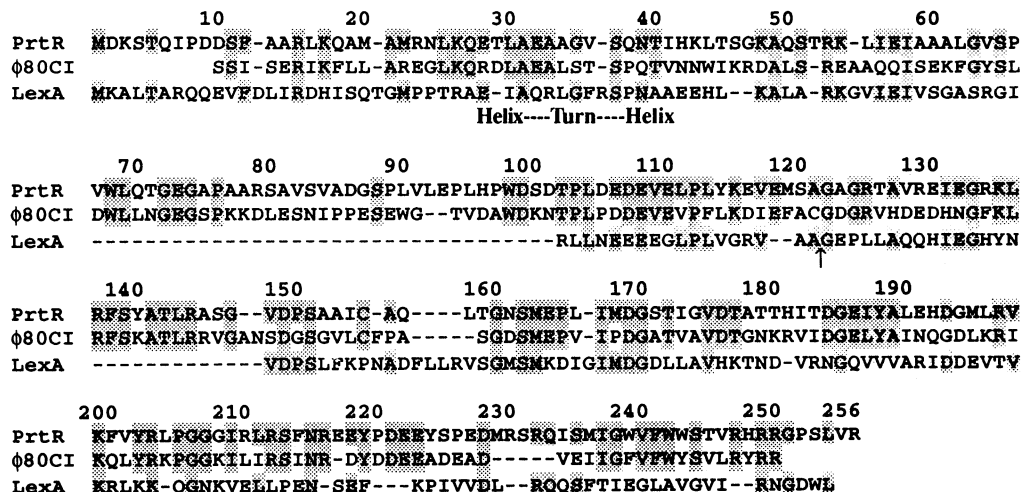 10 20 30 40 50 60
PrtR MDKSTQIPDDSF-AARLKQAM-AMRNLKQETLAEAAGV-SQNTIHKLTSGKAQSTRK-LIEIAAALGVSP
ϕ80CI SSI-SERIKFLL-AREGLKQRDLAEALST-SPQTVNNWIKRDALS-REAAQQISEKFGYSL
LexA MKALTARQQEVFDLIRDHISQTGMPPTRAE-IAQRLGFRSPNAAEEHL--KALA-RKGVIEIVSGASRGI
Helix----Turn----Helix
70 80 90 100 110 120 130
PrtR VWLQTGEGAPAARSAVSVADGSPLVLEPLHPWDSDTPLDEDEVELPLYKEVEMSAGAGRTAVREIEGRKL
ϕ80CI DWLLNGEGSPKKDLESNIPPESEWG--TVDAWDKNTPLPDDEVEVPFLKDIEFACGDGRVHDEDHNGFKL
LexA -----------------------------------RLLNEEEEGLPLVGRV--AAGEPLLAQQHIEGHYN
↑
140 150 160 170 180 190
PrtR RFSYATLRASG--VDPSAAIC-AQ----LTGNSMEPL-IMDGSTIGVDTATTHITDGEIYALEHDGMLRV
ϕ80CI RFSKATLRRVGANSDGSGVLCFPA------SGDSMEPV-IPDGATVAVDTGNKRVIDGELYAINQGDLKRI
LexA ------------VDPSLFKPNADFLLRVSGMSMKDIGIMDGDLLAVHKTND-VRNGQVVVARIDDEVTV
200 210 220 230 240 250 256
PrtR KFVYRLPGGGIRLRSFNREEYPDEEYSPEDMRSRQISMIGWVFWWSTVRHRRGPSLVR
ϕ80CI KQLYRKPGGKILIRSINR-DYDDEEADEAD-----VEIIGFVFWYSVLRYRR
LexA KRLKK-QGNKVELLPEN-SEF---KPIVVDL--RQQSFTIEGLAVGVI--RNGDWL